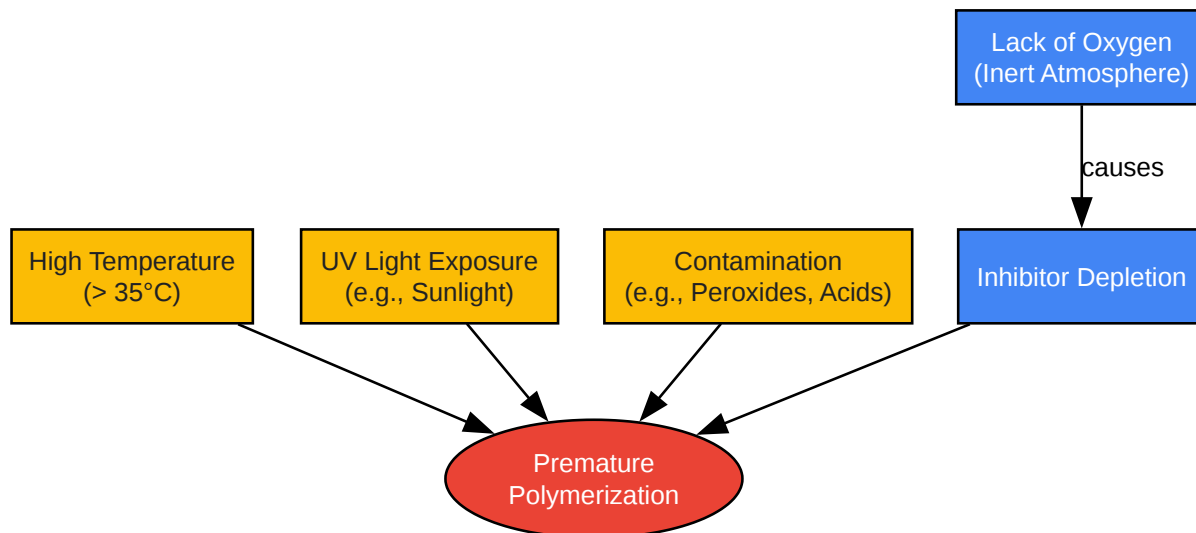 Lack of Oxygen
(Inert Atmosphere)
causes
High Temperature
(> 35°C)
UV Light Exposure
(e.g., Sunlight)
Contamination
(e.g., Peroxides, Acids)
Inhibitor Depletion
Premature
Polymerization